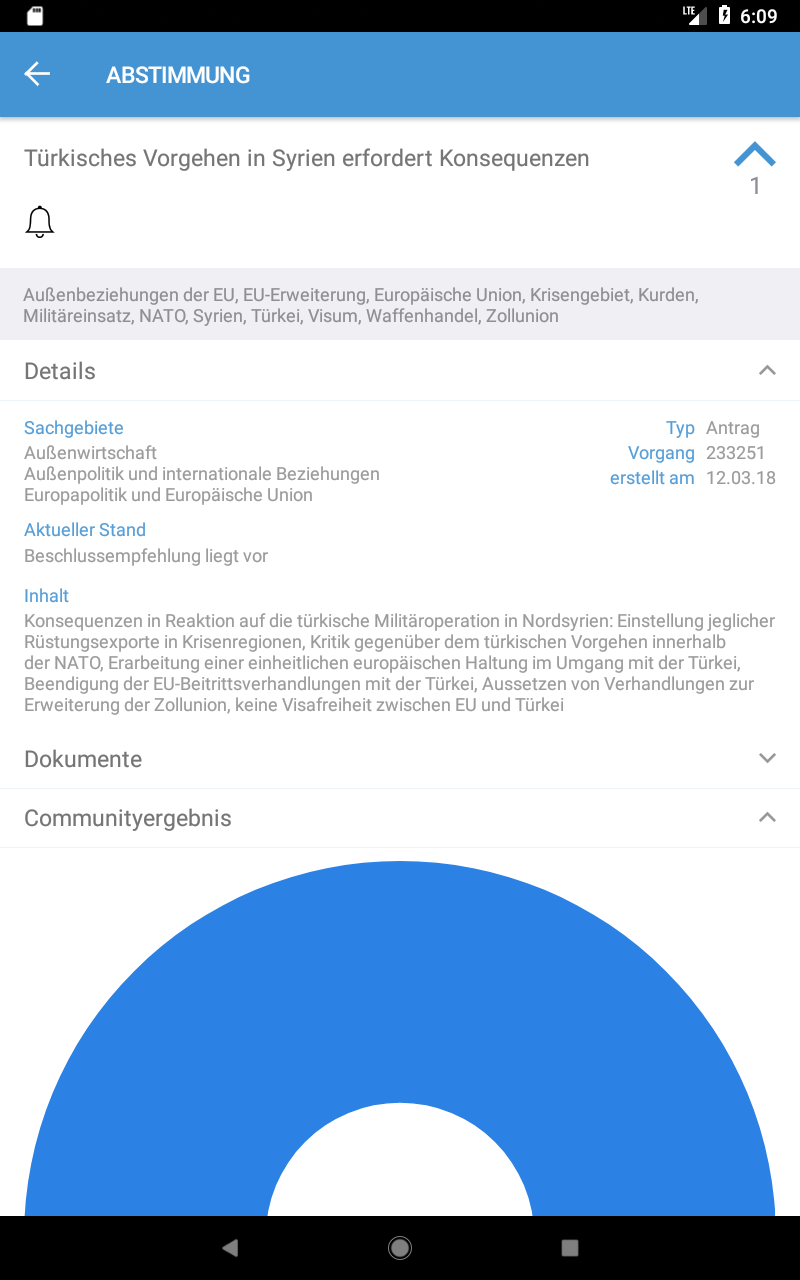 LTE 6:09
ABSTIMMUNG
Türkisches Vorgehen in Syrien erfordert Konsequenzen
1
Außenbeziehungen der EU, EU-Erweiterung, Europäische Union, Krisengebiet, Kurden,
Militäreinsatz, NATO, Syrien, Türkei, Visum, Waffenhandel, Zollunion
Details
Sachgebiete
Außenwirtschaft
Außenpolitik und internationale Beziehungen
Europapolitik und Europäische Union
Typ Antrag
Vorgang 233251
erstellt am 12.03.18
Aktueller Stand
Beschlussempfehlung liegt vor
Inhalt
Konsequenzen in Reaktion auf die türkische Militäroperation in Nordsyrien: Einstellung jeglicher
Rüstungsexporte in Krisenregionen, Kritik gegenüber dem türkischen Vorgehen innerhalb
der NATO, Erarbeitung einer einheitlichen europäischen Haltung im Umgang mit der Türkei,
Beendigung der EU-Beitrittsverhandlungen mit der Türkei, Aussetzen von Verhandlungen zur
Erweiterung der Zollunion, keine Visafreiheit zwischen EU und Türkei
Dokumente
Communityergebnis